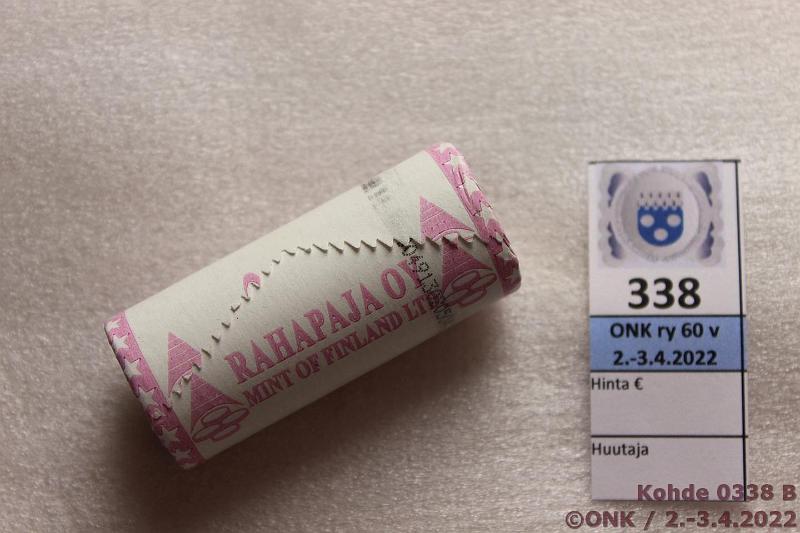 RAHAPAJA OY
MINT OF FINLAND LTD
338
ONK ry 60 v
2.-3.4.2022
Hinta €
Huutaja
Kohde 0338 B
©ONK / 2.-3.4.2022